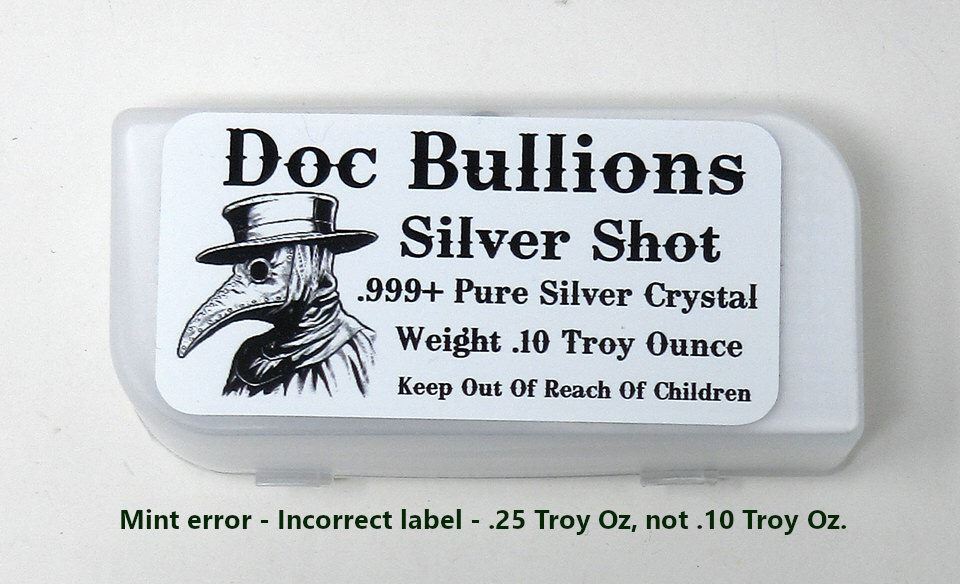 Doc Bullions
Silver Shot
.999+ Pure Silver Crystal
Weight .10 Troy Ounce
Keep Out Of Reach Of Children
Mint error - Incorrect label - .25 Troy Oz, not .10 Troy Oz.